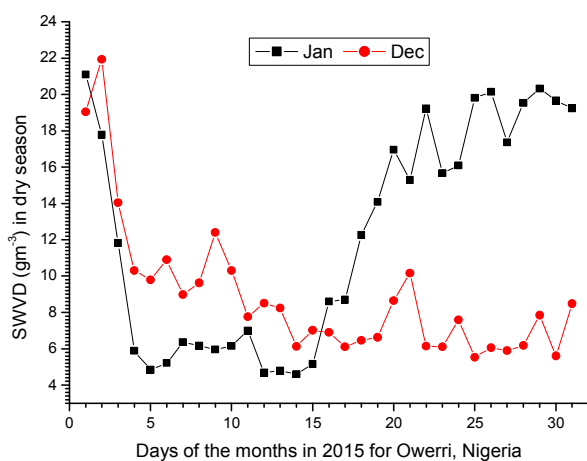 24
22
20
18
16
14
12
10
8
6
4
SWVD (gm⁻³) in dry season
Jan Dec
0 5 10 15 20 25 30
Days of the months in 2015 for Owerri, Nigeria